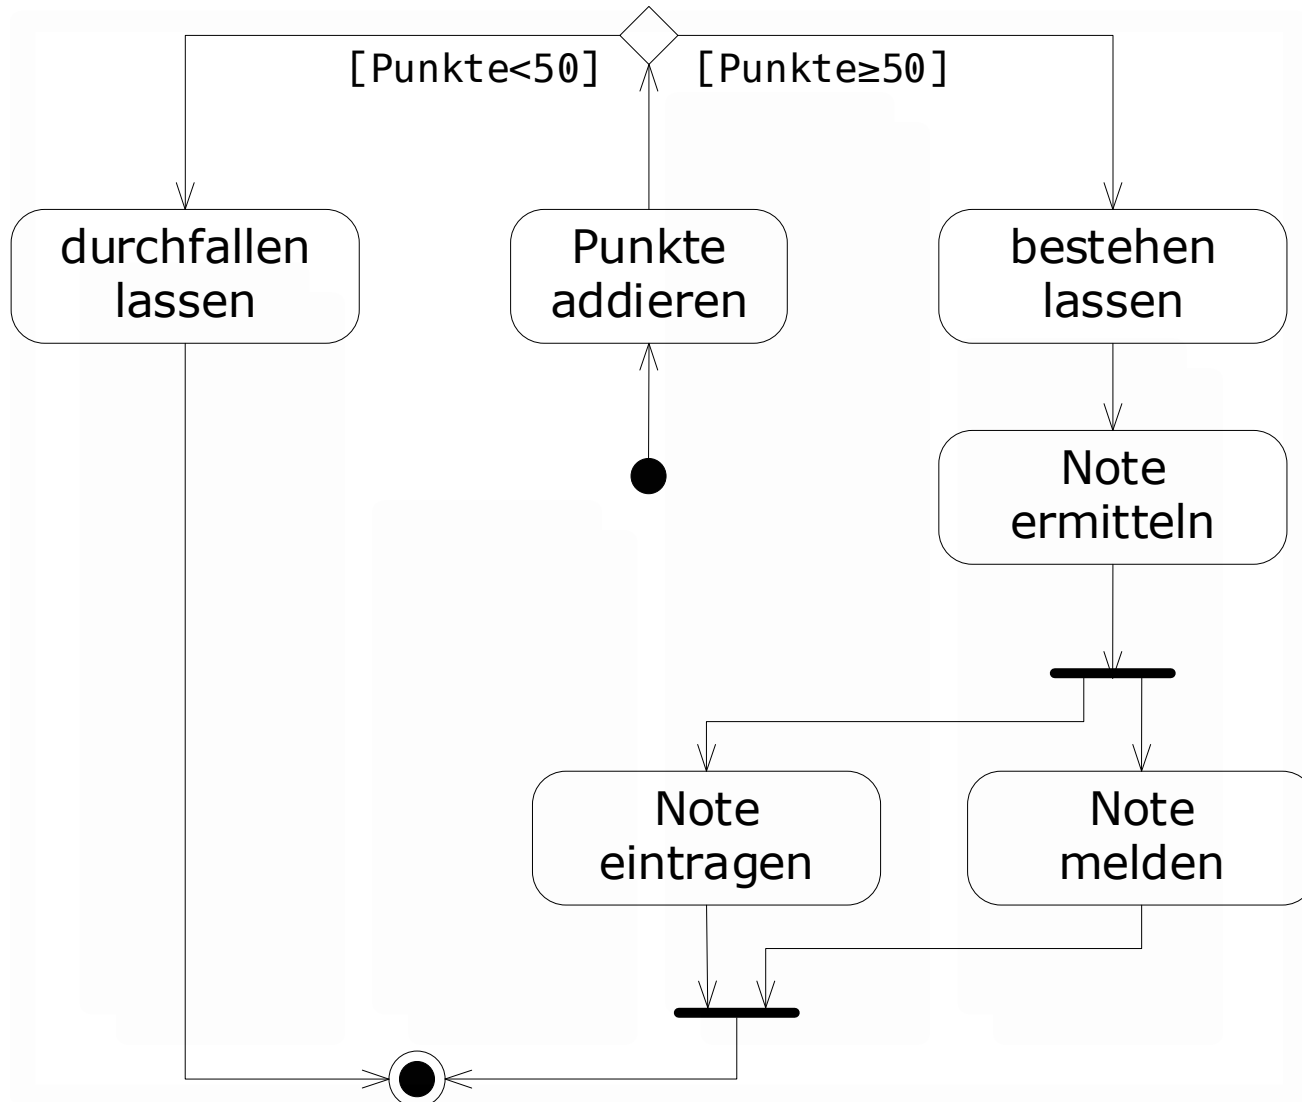 [Punkte<50]
[Punkte≥50]
durchfallen
lassen
Punkte
addieren
bestehen
lassen
Note
ermitteln
Note
eintragen
Note
melden